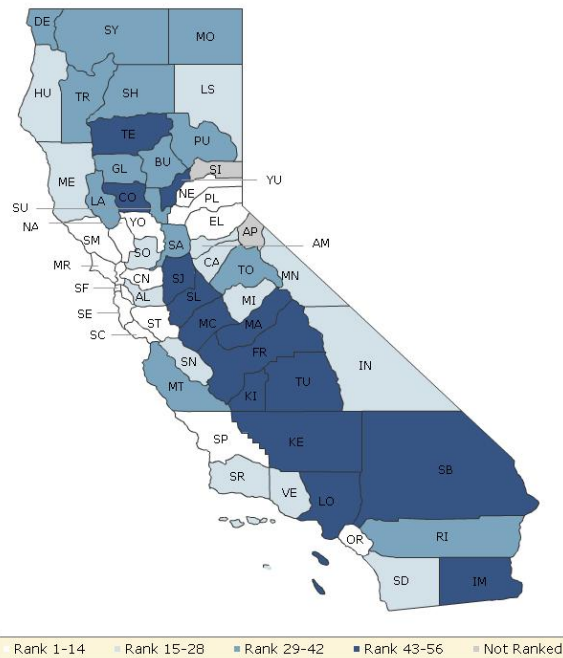 DE
SY
MO
HU
TR
SH
LS
TE
PU
ME
GL
BU
SI
LA
CO
NE
YU
SU
PL
NA
YO
EL
SM
SO
SA
AP
AM
MR
CA
TO
MN
SF
CN
SJ
AL
SL
MI
SE
ST
MC
MA
SC
SN
FR
IN
MT
KI
TU
SP
KE
SB
SR
VE
LO
OR
RI
SD
IM
Rank 1-14 Rank 15-28 Rank 29-42 Rank 43-56 Not Ranked